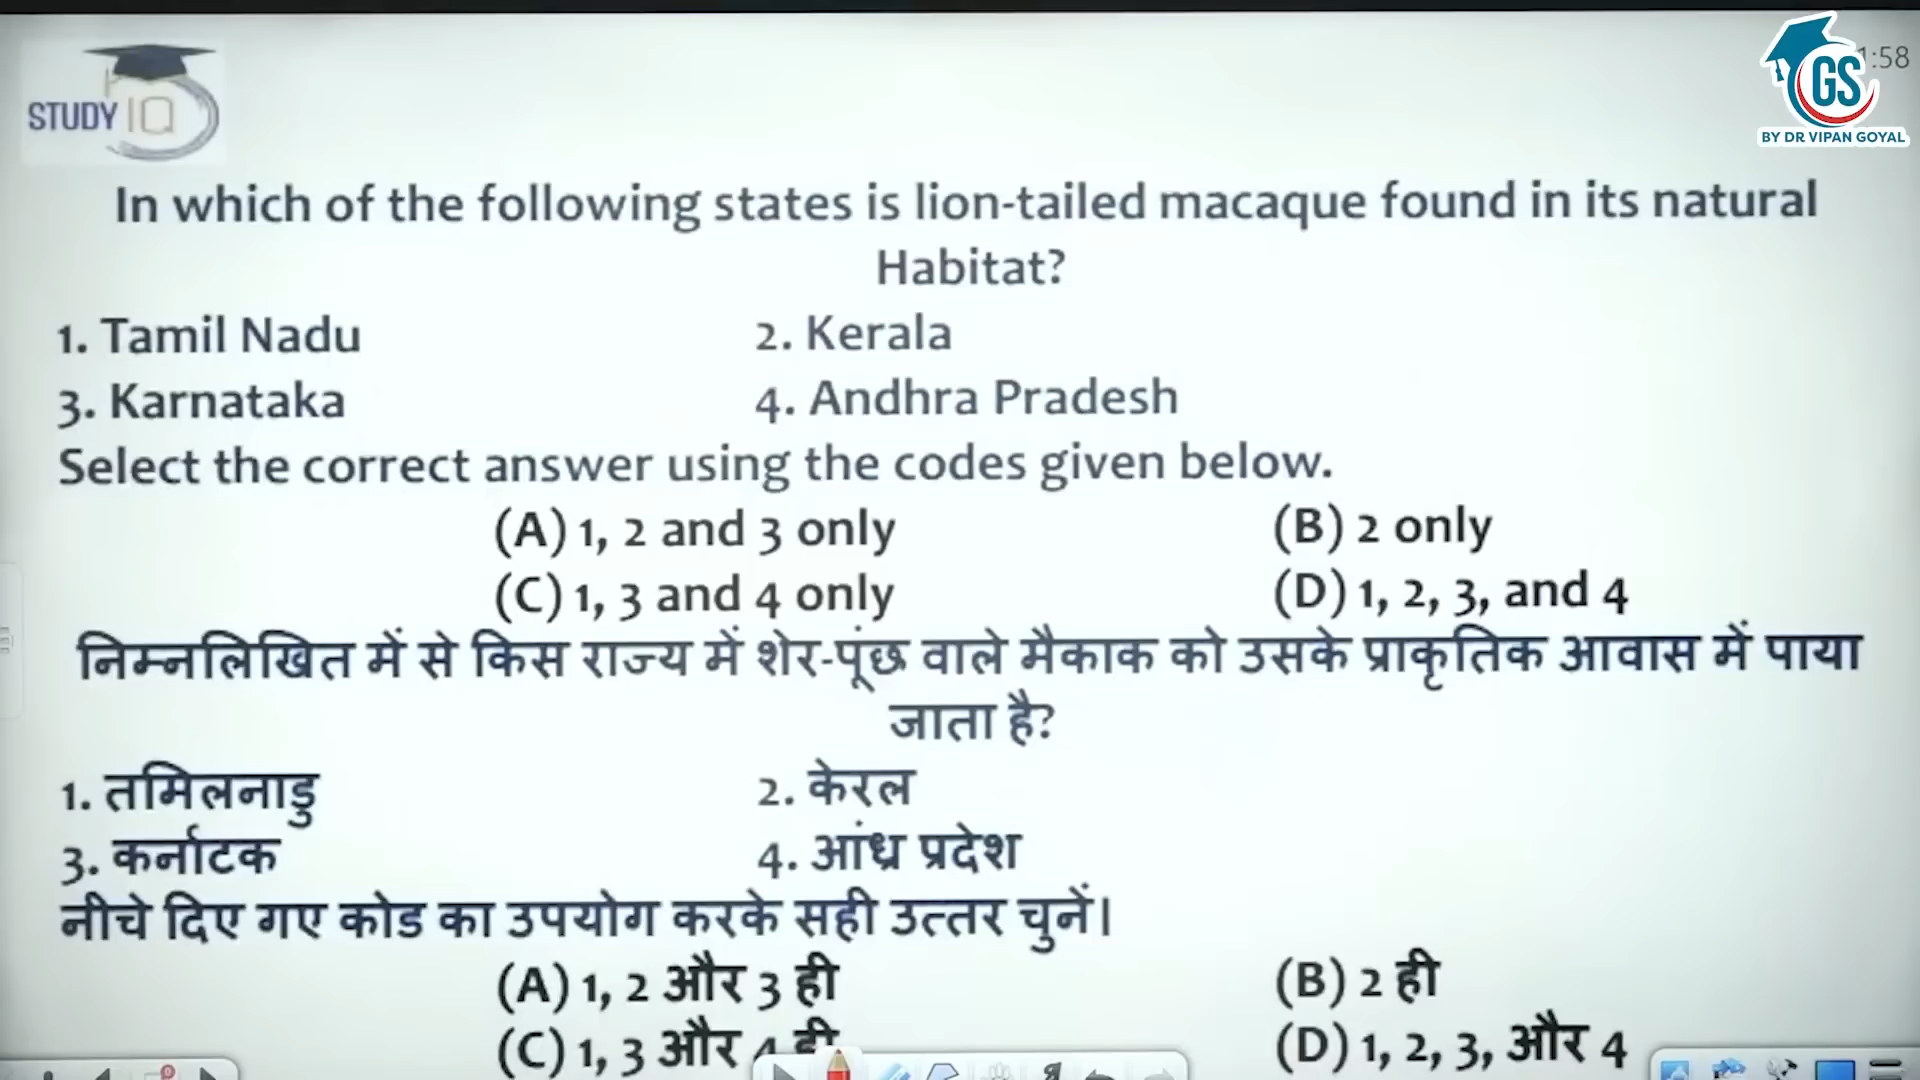 STUDY IQ
1:58
GS
BY DR VIPAN GOYAL
In which of the following states is lion-tailed macaque found in its natural
Habitat?
1. Tamil Nadu 2. Kerala
3. Karnataka 4. Andhra Pradesh
Select the correct answer using the codes given below.
(A) 1, 2 and 3 only (B) 2 only
(C) 1, 3 and 4 only (D) 1, 2, 3, and 4
निम्नलिखित में से किस राज्य में शेर-पूंछ वाले मैकाक को उसके प्राकृतिक आवास में पाया
जाता है?
1. तमिलनाडु 2. केरल
3. कर्नाटक 4. आंध्र प्रदेश
नीचे दिए गए कोड का उपयोग करके सही उत्तर चुनें।
(A) 1, 2 और 3 ही (B) 2 ही
(C) 1, 3 और 4 ही (D) 1, 2, 3, और 4